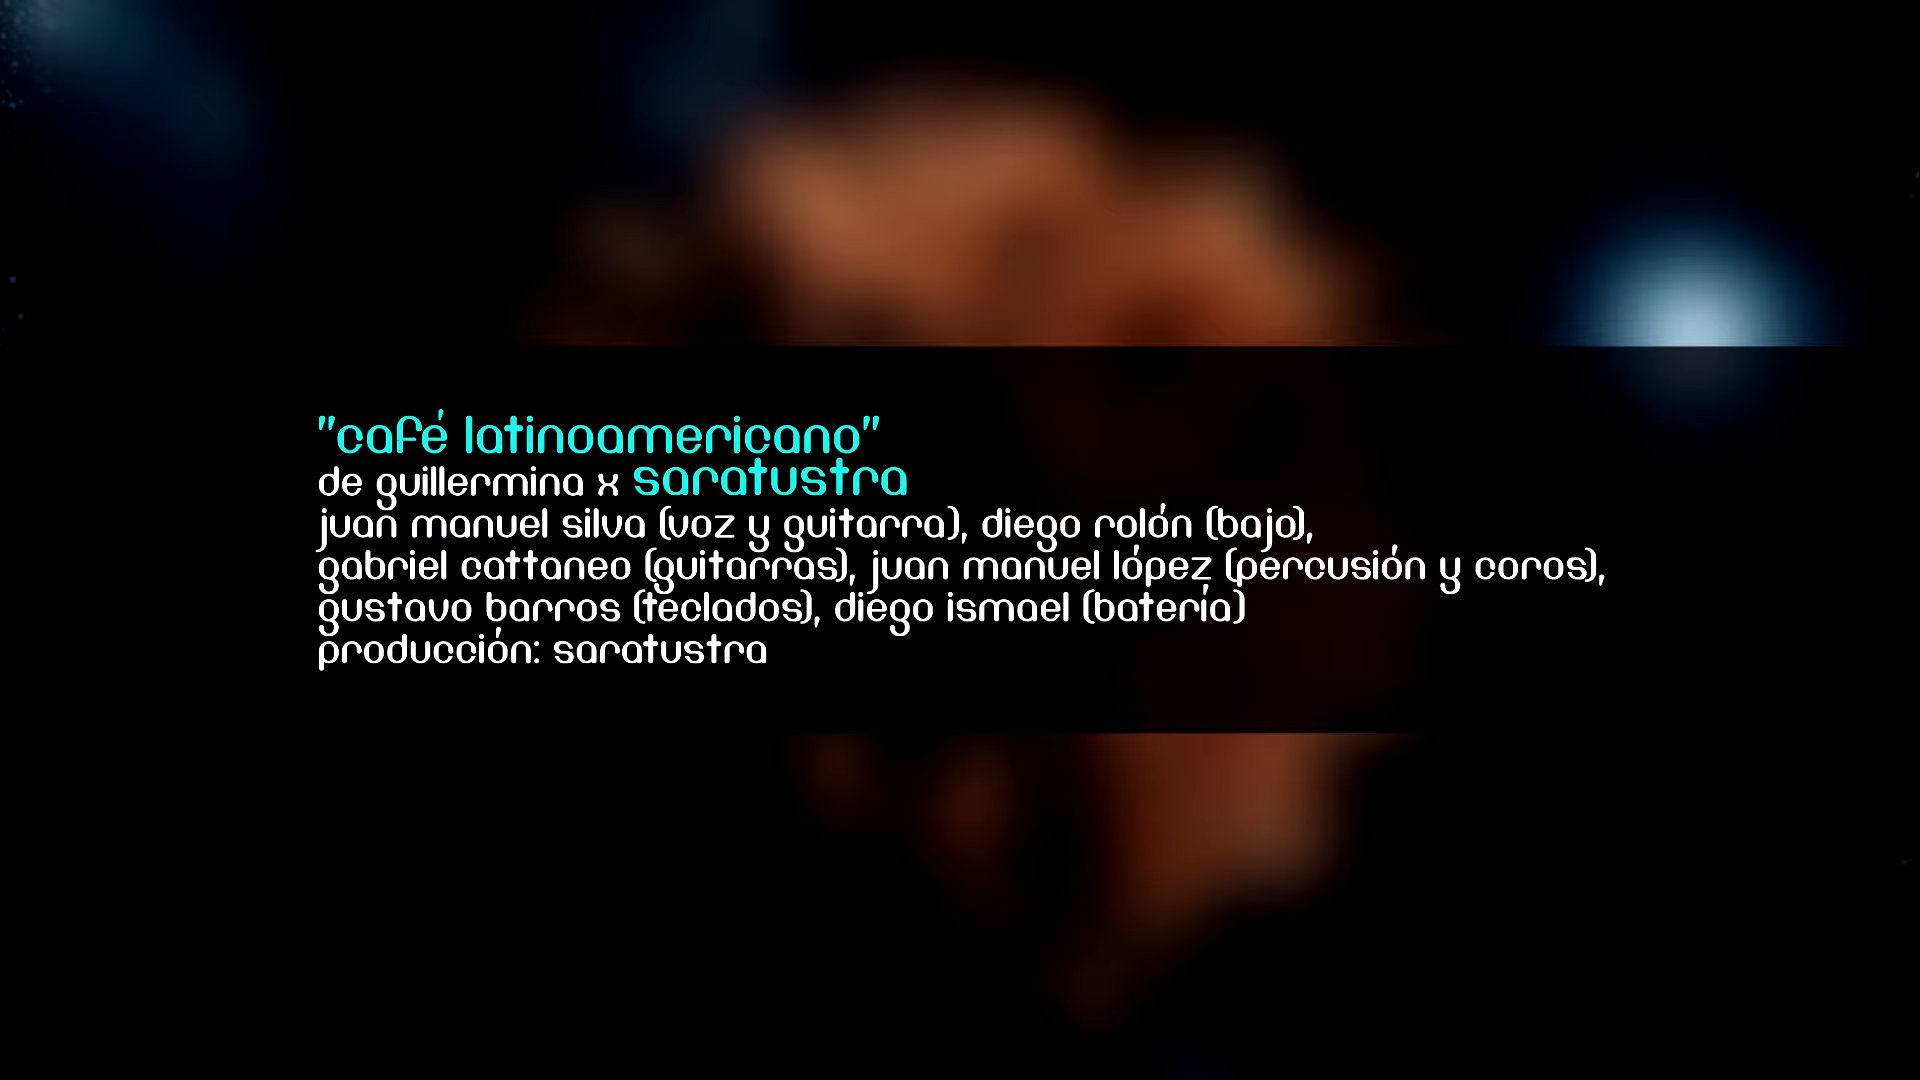 "café latinoamericano"
de guillermina x saratustra
juan manuel silva (voz y guitarra), diego rolón (bajo),
gabriel cattaneo (guitarras), juan manuel lópez (percusión y coros),
gustavo barros (teclados), diego ismael (batería)
producción: saratustra